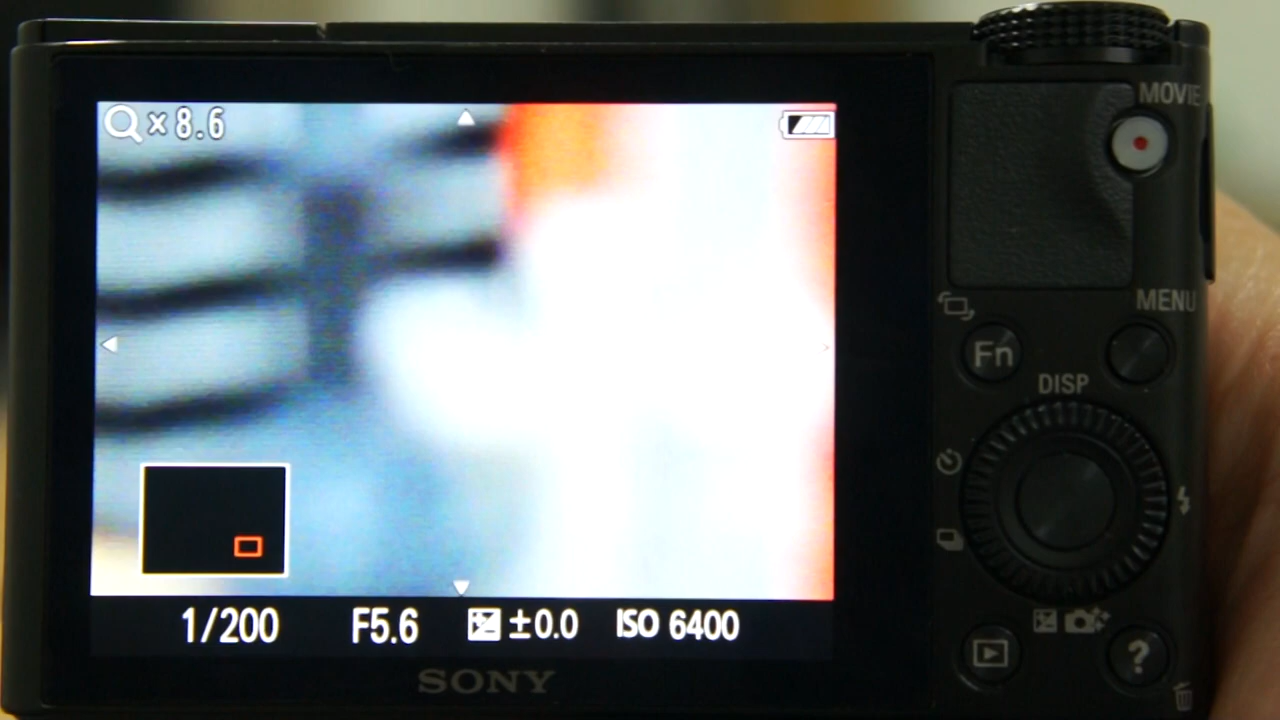 × 8.6
MOVIE
MENU
Fn
DISP
1/200 F5.6 ±0.0 ISO 6400
?
SONY